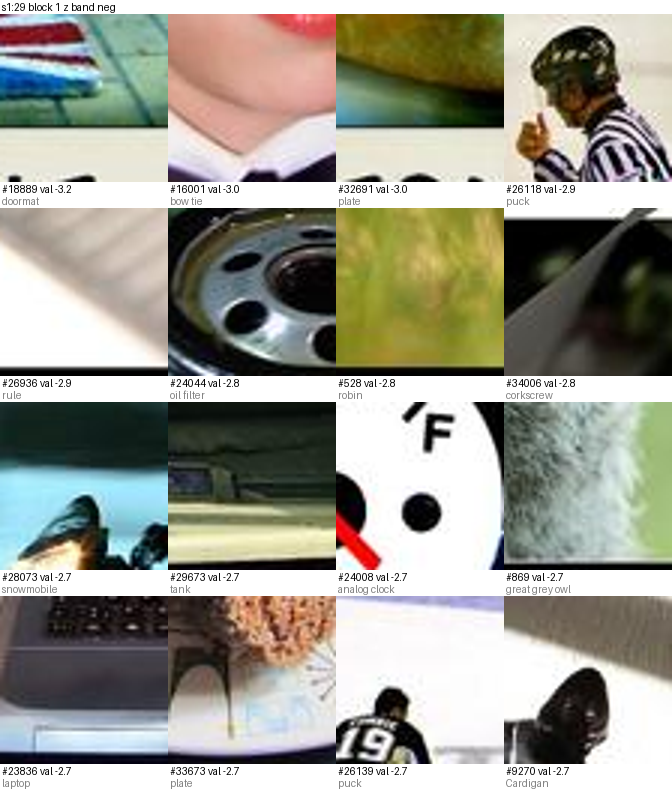 s1:29 block 1 z band neg
#18889 val -3.2
doormat
#16001 val -3.0
bow tie
#32691 val -3.0
plate
#26118 val -2.9
puck
#26936 val -2.9
rule
#24044 val -2.8
oil filter
#528 val -2.8
robin
#34006 val -2.8
corkscrew
F
#28073 val -2.7
snowmobile
#29673 val -2.7
tank
#24008 val -2.7
analog clock
#869 val -2.7
great grey owl
19
#23836 val -2.7
laptop
#33673 val -2.7
plate
#26139 val -2.7
puck
#9270 val -2.7
Cardigan